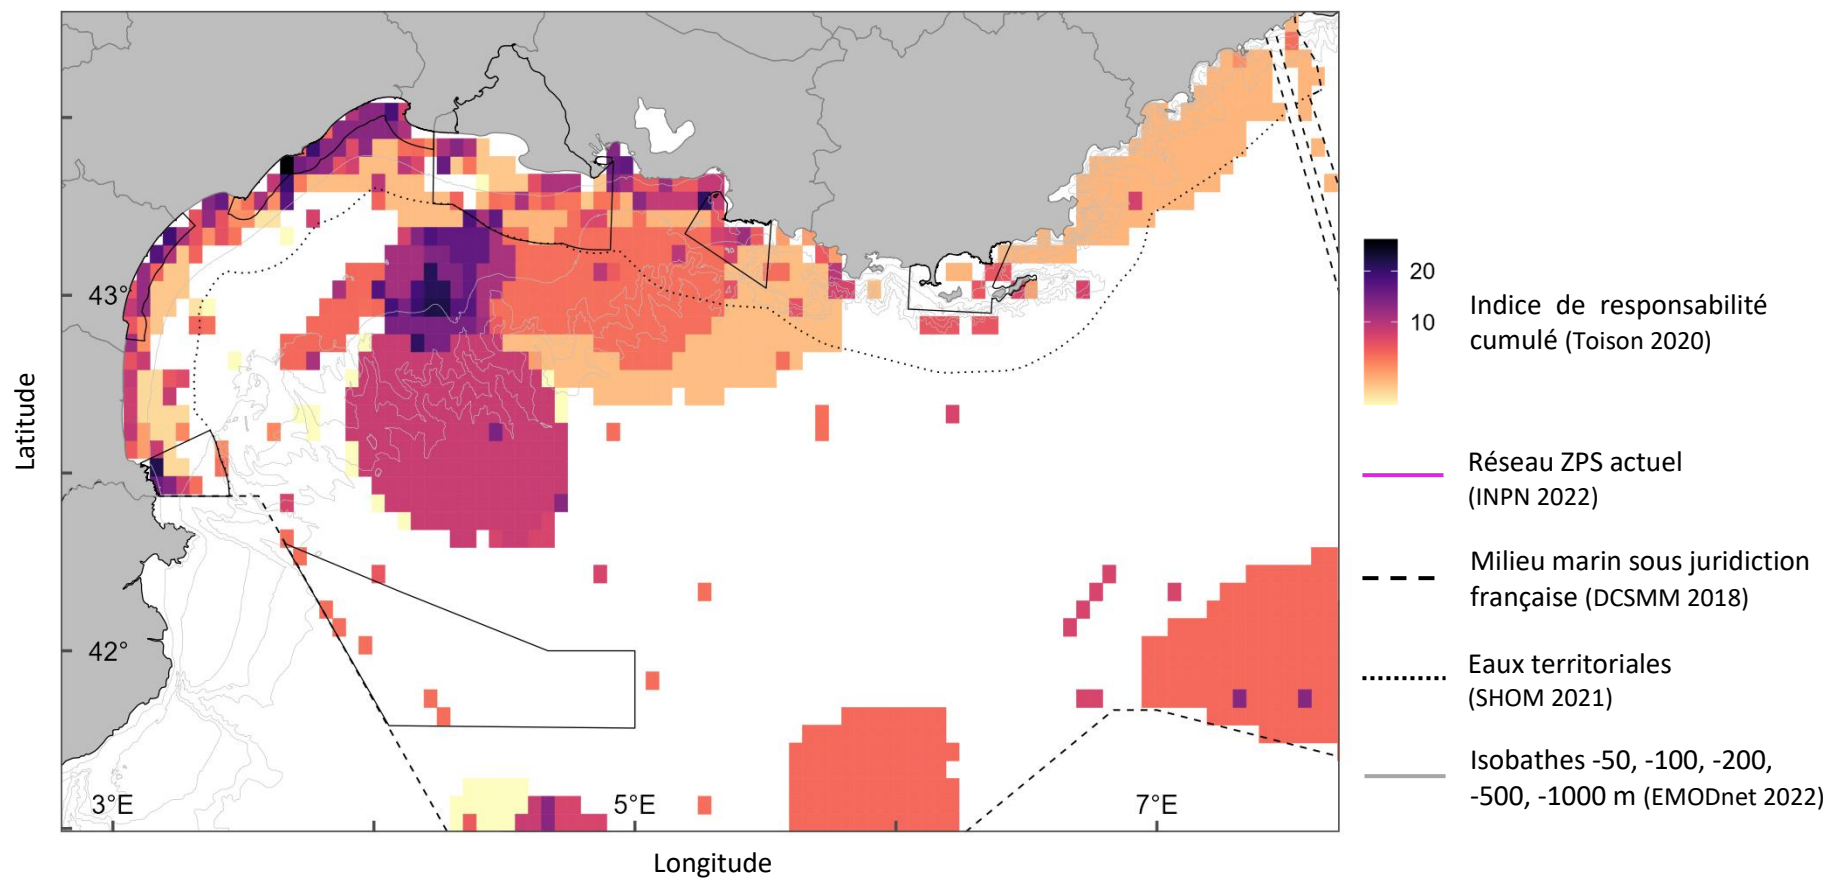 Latitude
43°
42°
3°E
5°E
7°E
Longitude
20
10
Indice de responsabilité
cumulé (Toison 2020)
Réseau ZPS actuel
(INPN 2022)
Milieu marin sous juridiction
française (DCSMM 2018)
Eaux territoriales
(SHOM 2021)
Isobathes -50, -100, -200,
-500, -1000 m (EMODnet 2022)